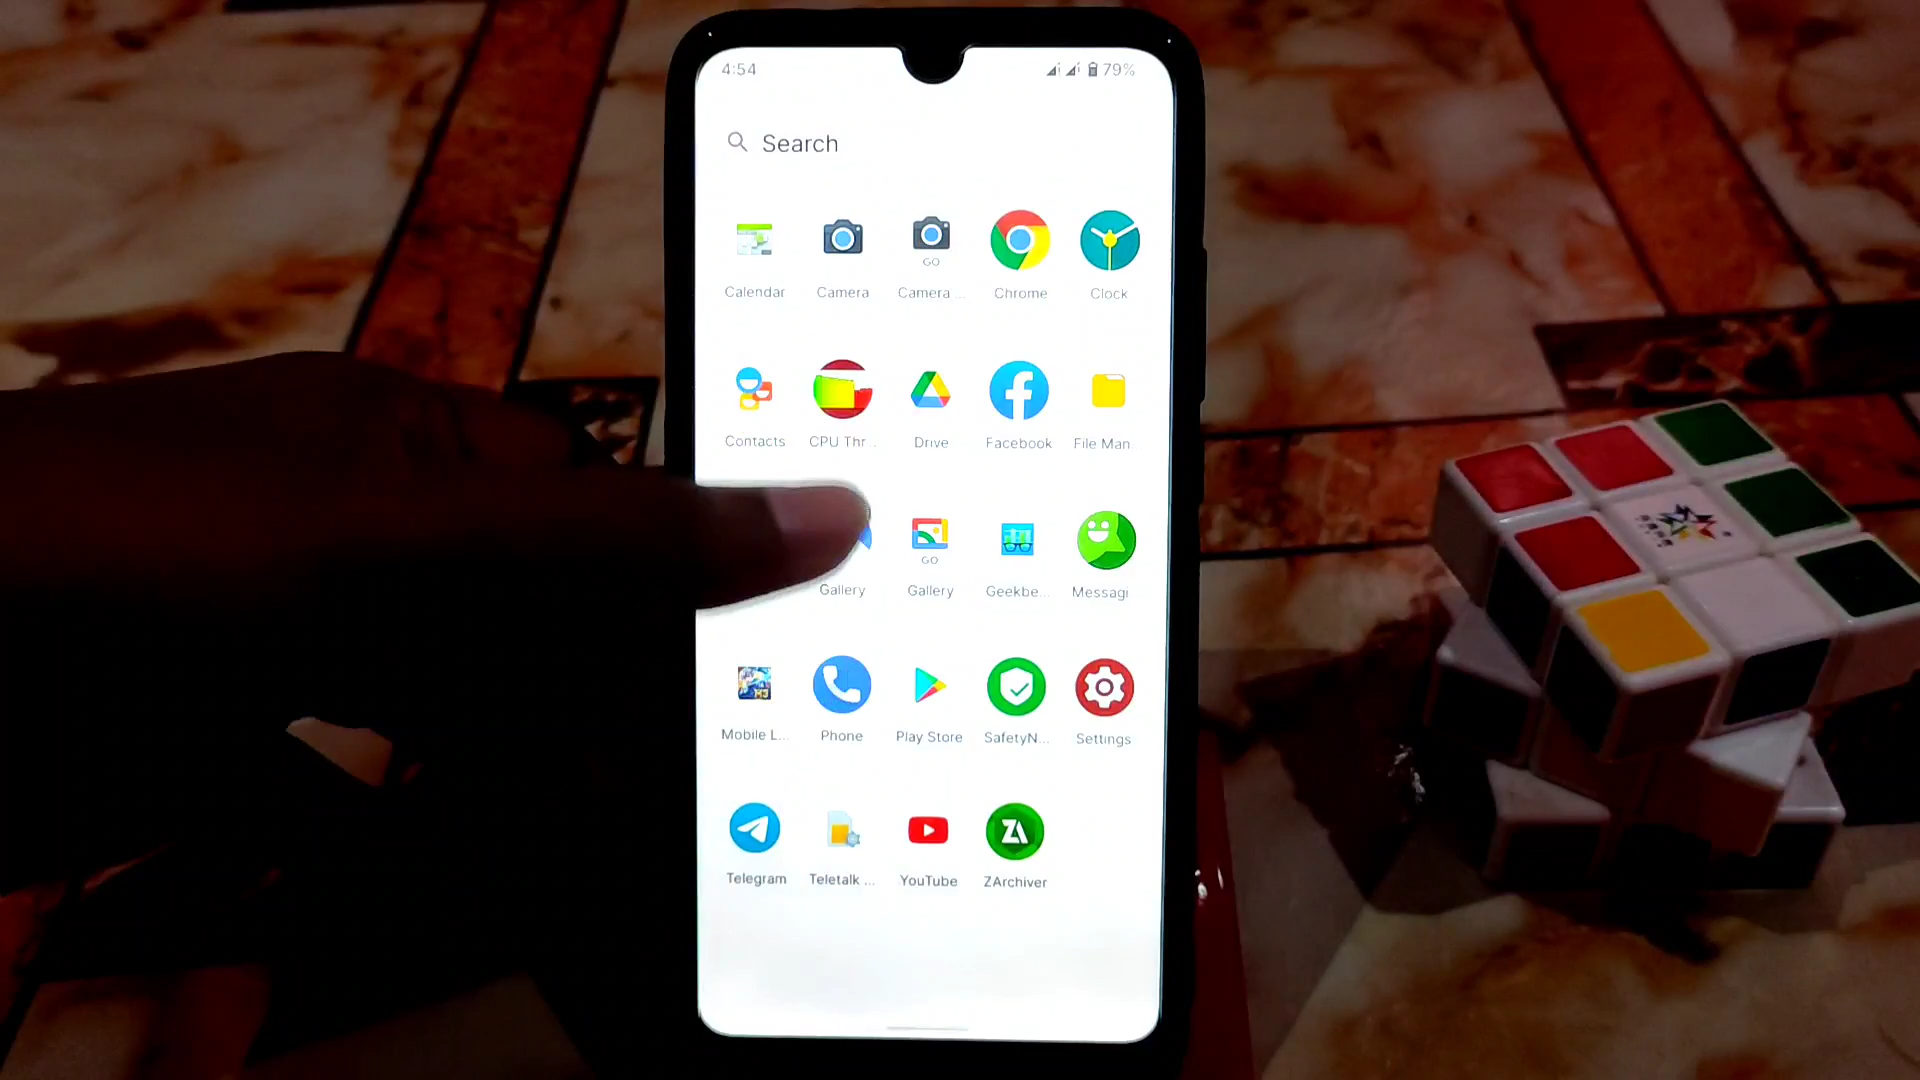 4:54 79%
Search
GO
Calendar Camera Camera ... Chrome Clock
Contacts CPU Thr... Drive Facebook File Man
GO
Gallery Gallery Geekbe... Messagi
Mobile L... Phone Play Store SafetyN... Settings
ZA
Telegram Teletalk ... YouTube ZArchiver